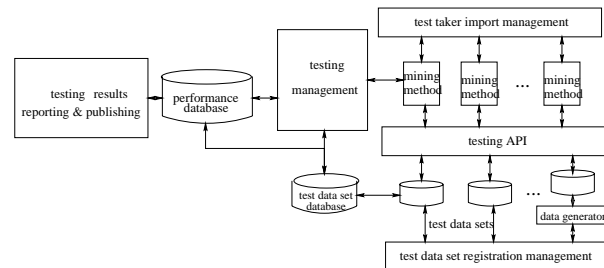 test taker import management
testing
management
mining
method
mining
method
...
mining
method
testing results
reporting & publishing
performance
database
testing API
test data set
database
...
test data sets
data generator
test data set registration management